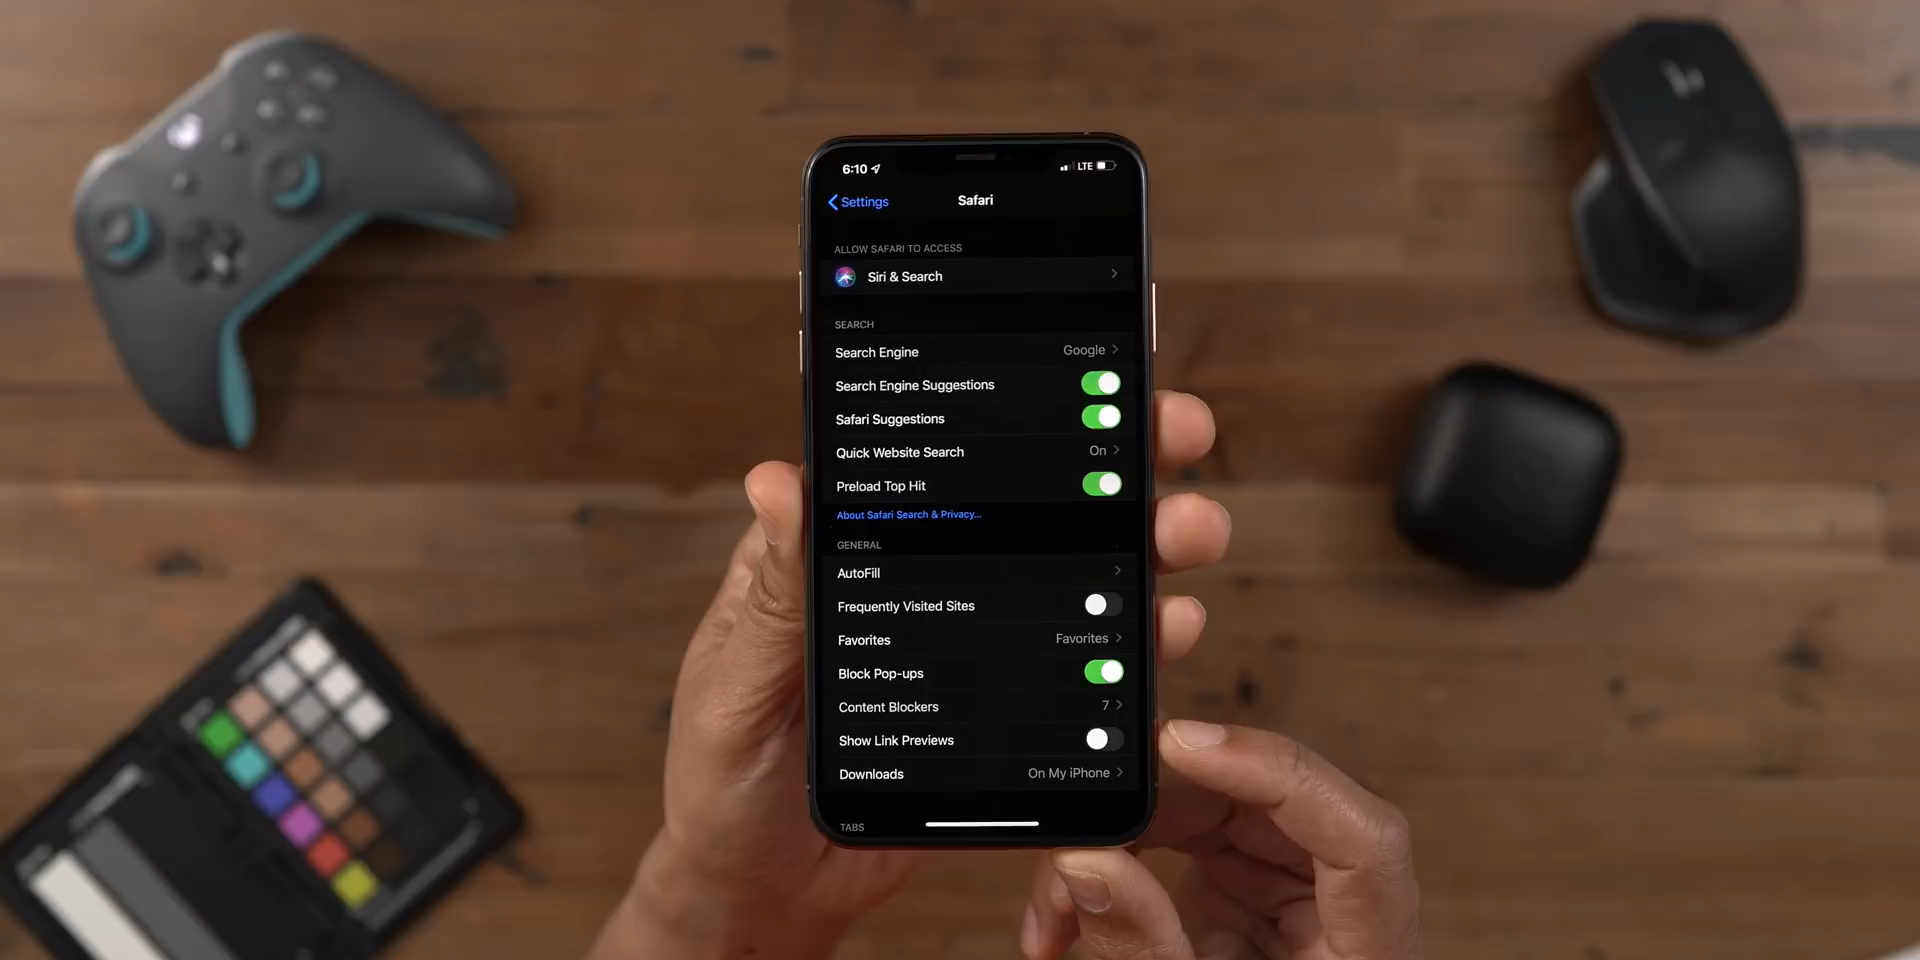 6:10
LTE
Settings
Safari
ALLOW SAFARI TO ACCESS
Siri & Search
SEARCH
Search Engine Google
Search Engine Suggestions
Safari Suggestions
Quick Website Search On
Preload Top Hit
About Safari Search & Privacy...
GENERAL
AutoFill
Frequently Visited Sites
Favorites Favorites
Block Pop-ups
Content Blockers 7
Show Link Previews
Downloads On My iPhone
TABS